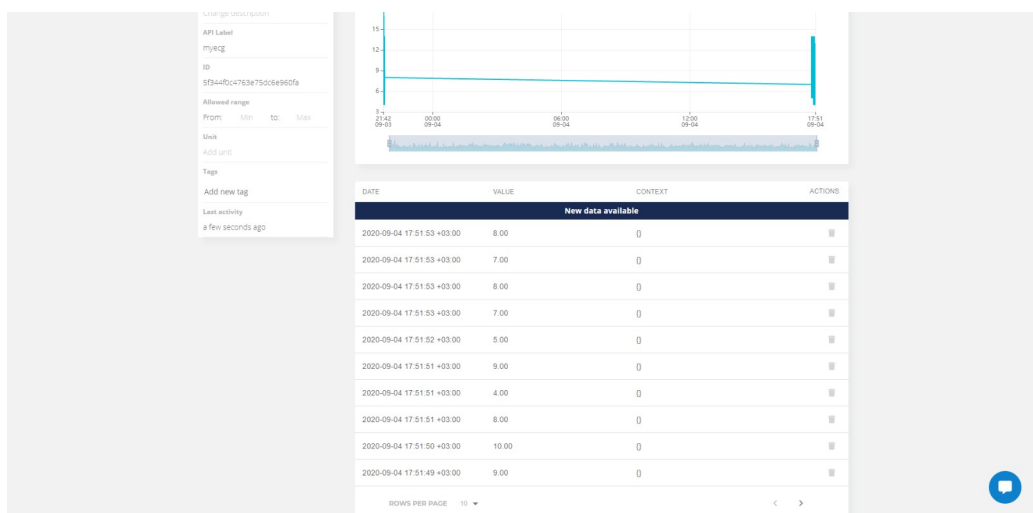 Change description
API Label
myecg
ID
5f344f0c4763e75dc6e960fa
Allowed range
From: Min to: Max
Unit
Add unit
Tags
Add new tag
Last activity
a few seconds ago
15
12
9
6
3
21:42 00:00 06:00 12:00 17:51
09-03 09-04 09-04 09-04 09-04
DATE VALUE CONTEXT ACTIONS
New data available
2020-09-04 17:51:53 +03:00 8.00 {}
2020-09-04 17:51:53 +03:00 7.00 {}
2020-09-04 17:51:53 +03:00 8.00 {}
2020-09-04 17:51:53 +03:00 7.00 {}
2020-09-04 17:51:52 +03:00 5.00 {}
2020-09-04 17:51:51 +03:00 9.00 {}
2020-09-04 17:51:51 +03:00 4.00 {}
2020-09-04 17:51:51 +03:00 8.00 {}
2020-09-04 17:51:50 +03:00 10.00 {}
2020-09-04 17:51:49 +03:00 9.00 {}
ROWS PER PAGE 10